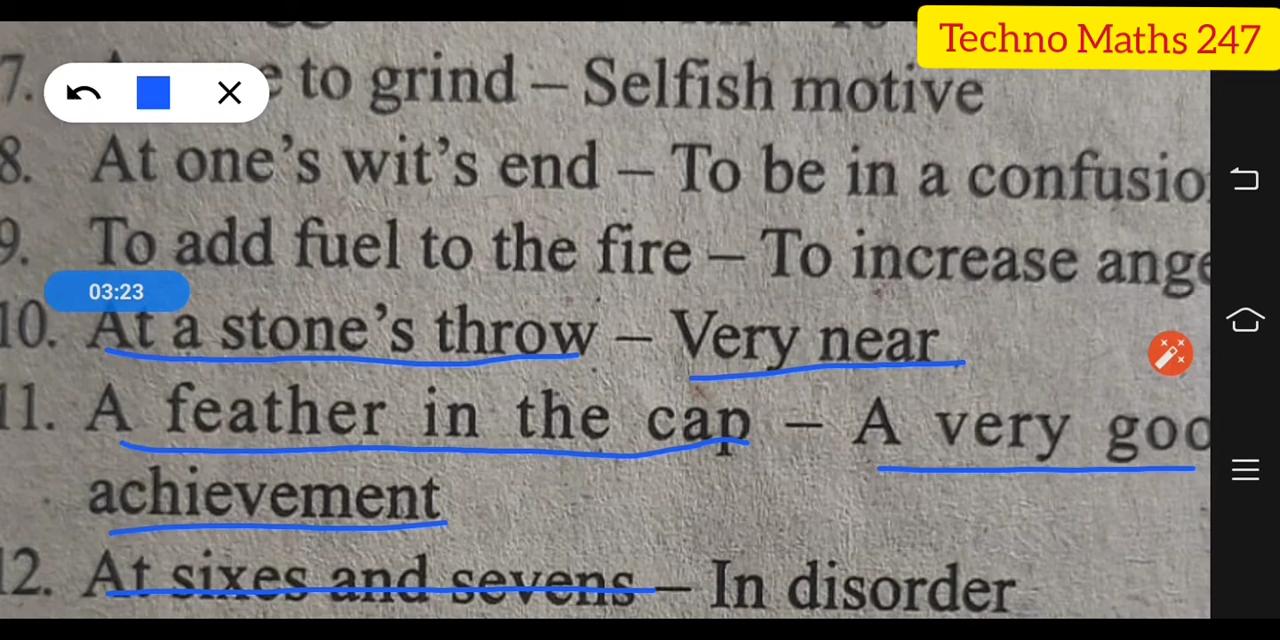 Techno Maths 247
7. to grind – Selfish motive
8. At one's wit's end – To be in a confusio
9. To add fuel to the fire – To increase ange
03:23
10. At a stone's throw – Very near
11. A feather in the cap – A very goo
achievement
12. At sixes and sevens – In disorder